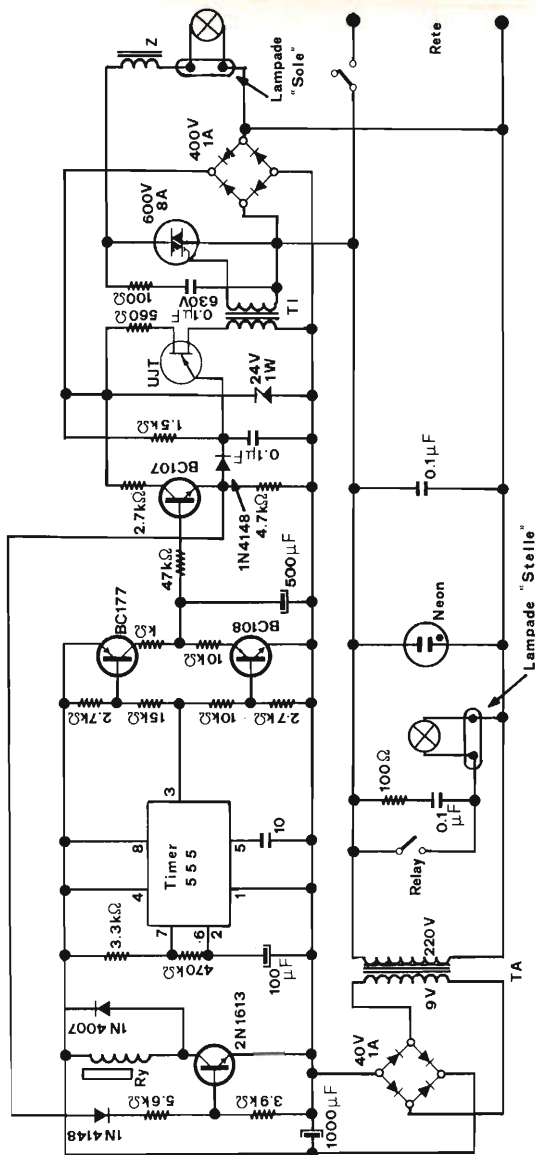 Z
Lampade
"Sole"
400V
1A
600V
8A
100Ω
0.1µF
630V
560Ω
TI
UJT
24V
1W
1.5kΩ
0.1µF
BC107
2.7kΩ
1N4148
4.7kΩ
47kΩ
500µF
BC177
kΩ
10kΩ
BC108
2.7kΩ
15kΩ
10kΩ
2.7kΩ
3
8
4
Timer
555
5
1
7
.6
2
10
3.3kΩ
470kΩ
100
µF
1N4007
Ry
2N1613
1N4148
5.6kΩ
3.9kΩ
1000µF
Rete
0.1µF
Neon
Lampade "Stelle"
100Ω
0.1
µF
Relay
220V
9V
TA
40V
1A